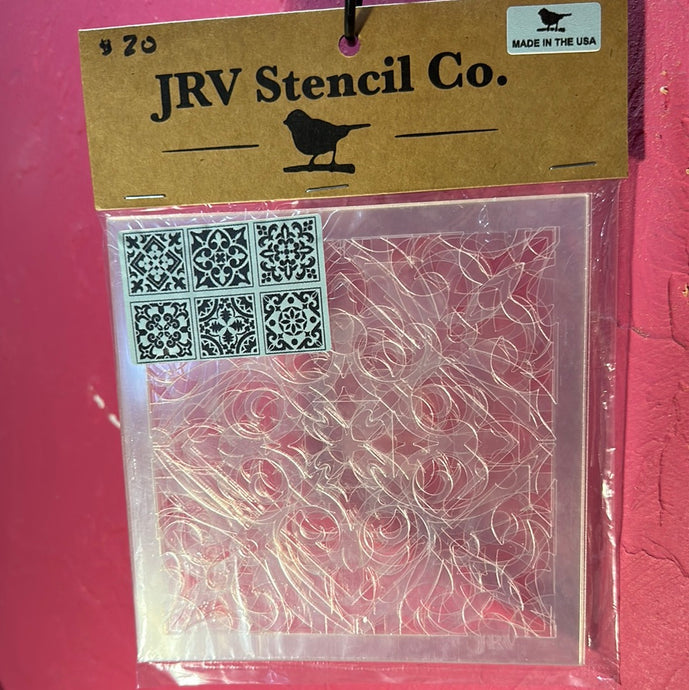 $ 20
JRV Stencil Co.
MADE IN THE USA
JRV